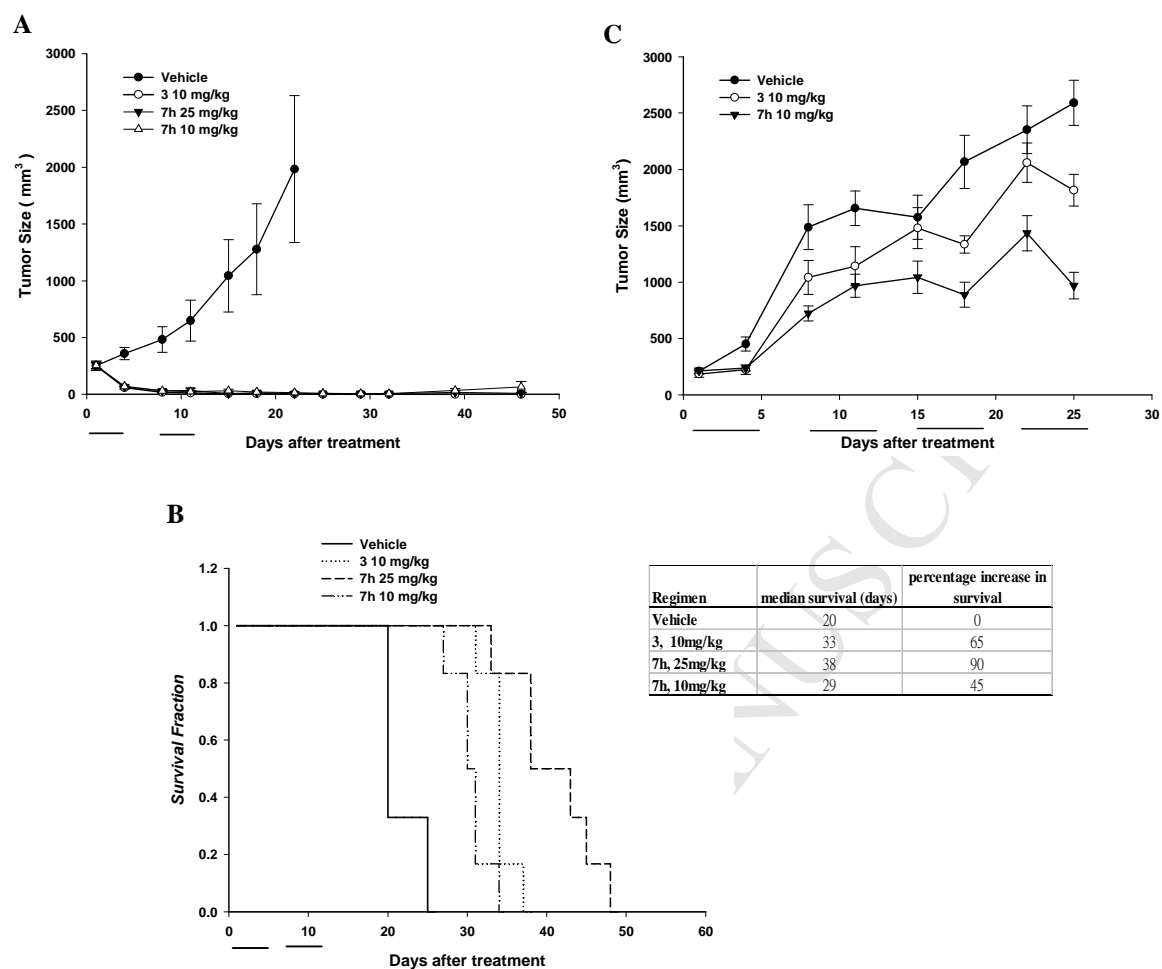 A
3000
2500
2000
1500
1000
500
0
Tumor Size ( mm3 )
Vehicle
3 10 mg/kg
7h 25 mg/kg
7h 10 mg/kg
0 10 20 30 40 50
Days after treatment
C
3000
2500
2000
1500
1000
500
0
Tumor Size (mm3)
Vehicle
3 10 mg/kg
7h 10 mg/kg
0 5 10 15 20 25 30
Days after treatment
B
Vehicle
3 10 mg/kg
7h 25 mg/kg
7h 10 mg/kg
1.2
1.0
0.8
0.6
0.4
0.2
0.0
Survival Fraction
0 10 20 30 40 50 60
Days after treatment
percentage increase in
Regimen median survival (days) survival
Vehicle 20 0
3, 10mg/kg 33 65
7h, 25mg/kg 38 90
7h, 10mg/kg 29 45